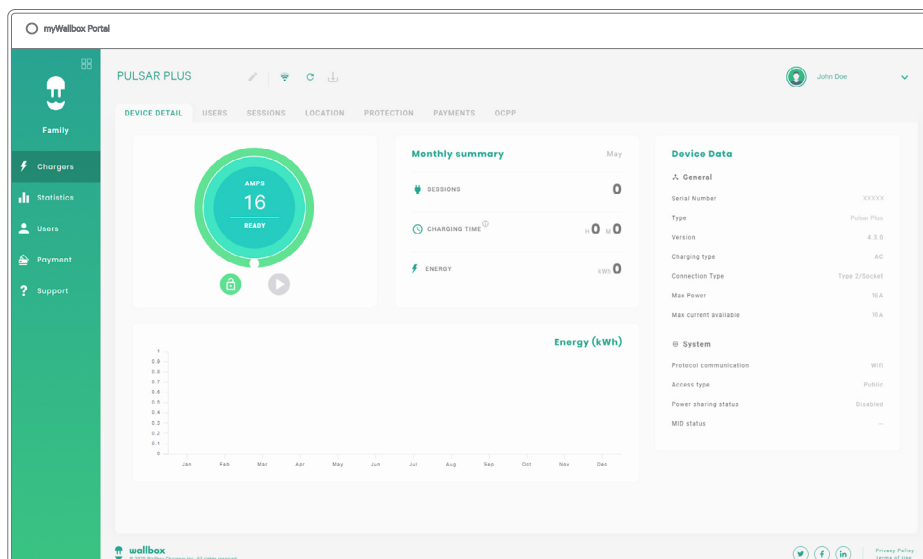 myWallbox Portal
Family
Chargers
Statistics
Users
Payment
Support
PULSAR PLUS
John Doe
DEVICE DETAIL USERS SESSIONS LOCATION PROTECTION PAYMENTS OCPP
AMPS
16
READY
Monthly summary May
SESSIONS 0
CHARGING TIME H 0 M 0
ENERGY kWh 0
Energy (kWh)
1
0.9
0.8
0.7
0.6
0.5
0.4
0.3
0.2
0.1
0
Jan Feb Mar Apr May Jun Jul Aug Sep Oct Nov Dec
Device Data
General
Serial Number XXXXX
Type Pulsar Plus
Version 4.3.0
Charging type AC
Connection Type Type 2/Socket
Max Power 16A
Max current available 16A
System
Protocol communication Wifi
Access type Public
Power sharing status Disabled
MID status --
wallbox
Privacy Policy
Terms of Use